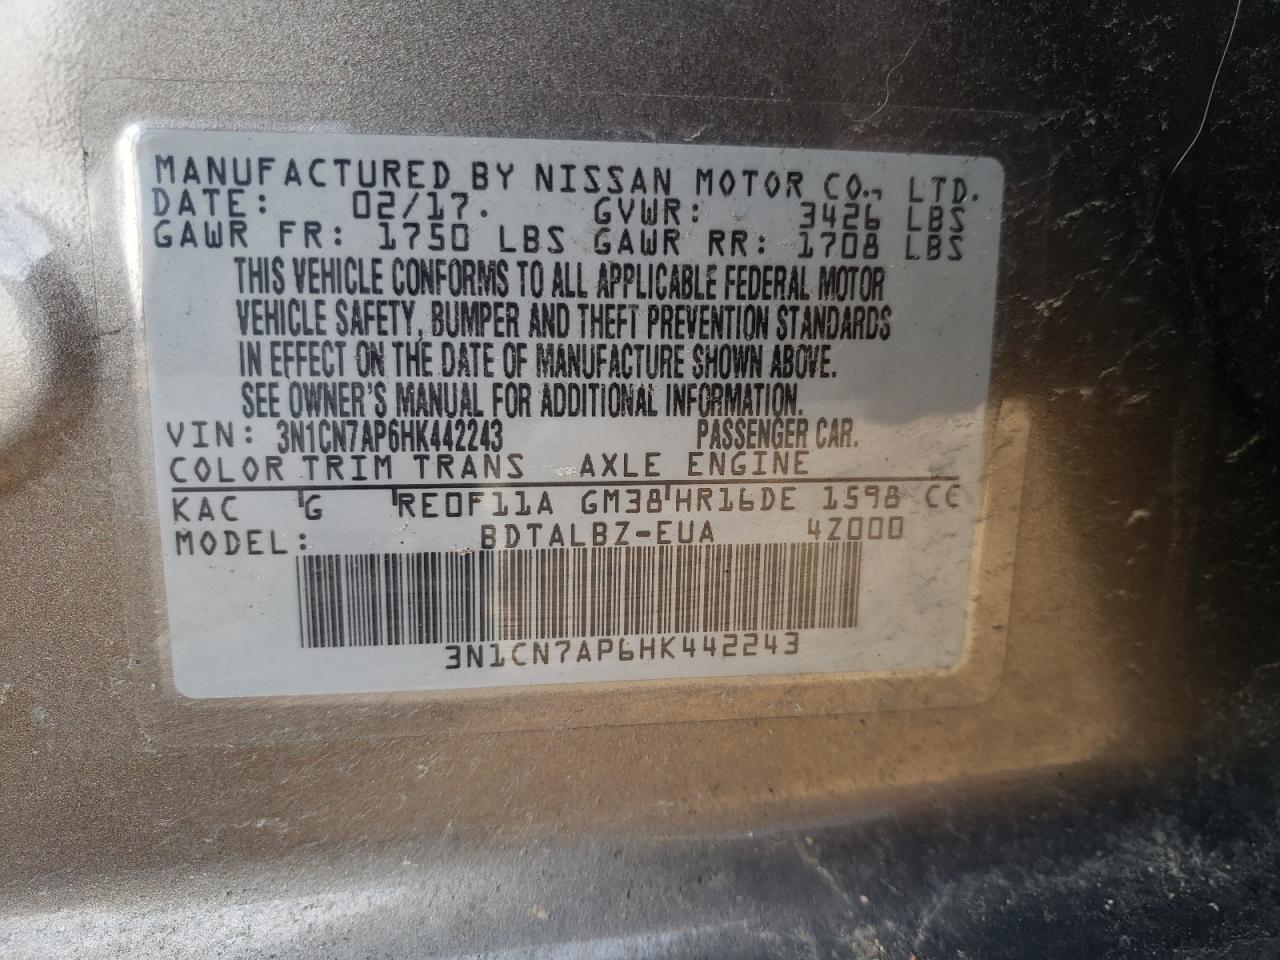 MANUFACTURED BY NISSAN MOTOR CO., LTD.
DATE: 02/17. GVWR: 3426 LBS
GAWR FR: 1750 LBS GAWR RR: 1708 LBS
THIS VEHICLE CONFORMS TO ALL APPLICABLE FEDERAL MOTOR
VEHICLE SAFETY, BUMPER AND THEFT PREVENTION STANDARDS
IN EFFECT ON THE DATE OF MANUFACTURE SHOWN ABOVE.
SEE OWNER'S MANUAL FOR ADDITIONAL INFORMATION.
VIN: 3N1CN7AP6HK442243 PASSENGER CAR.
COLOR TRIM TRANS AXLE ENGINE
KAC G RE0F11A GM38 HR16DE 1598 CC
MODEL: BDTALBZ-EUA 4Z000
3N1CN7AP6HK442243